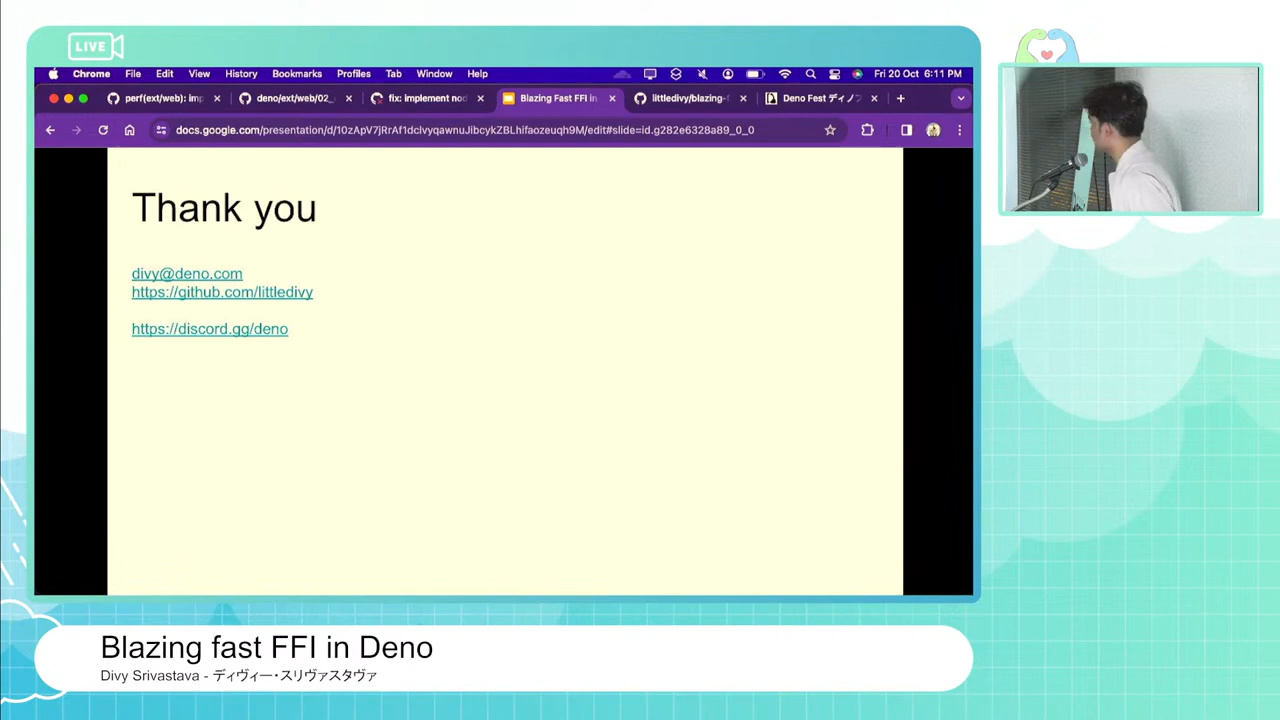 LIVE
Chrome File Edit View History Bookmarks Profiles Tab Window Help Fri 20 Oct 6:11 PM
perf(ext/web): imp deno/ext/web/02_ fix: implement nod Blazing Fast FFI in littledivy/blazing-f Deno Fest ディノフ
docs.google.com/presentation/d/10zApV7jRrAf1dclvyqawnuJibcykZBLhifaozeuqh9M/edit#slide=id.g282e6328a89_0_0
Thank you
divy@deno.com
https://github.com/littledivy
https://discord.gg/deno
Blazing fast FFI in Deno
Divy Srivastava - ディヴィー・スリヴァスタヴァ